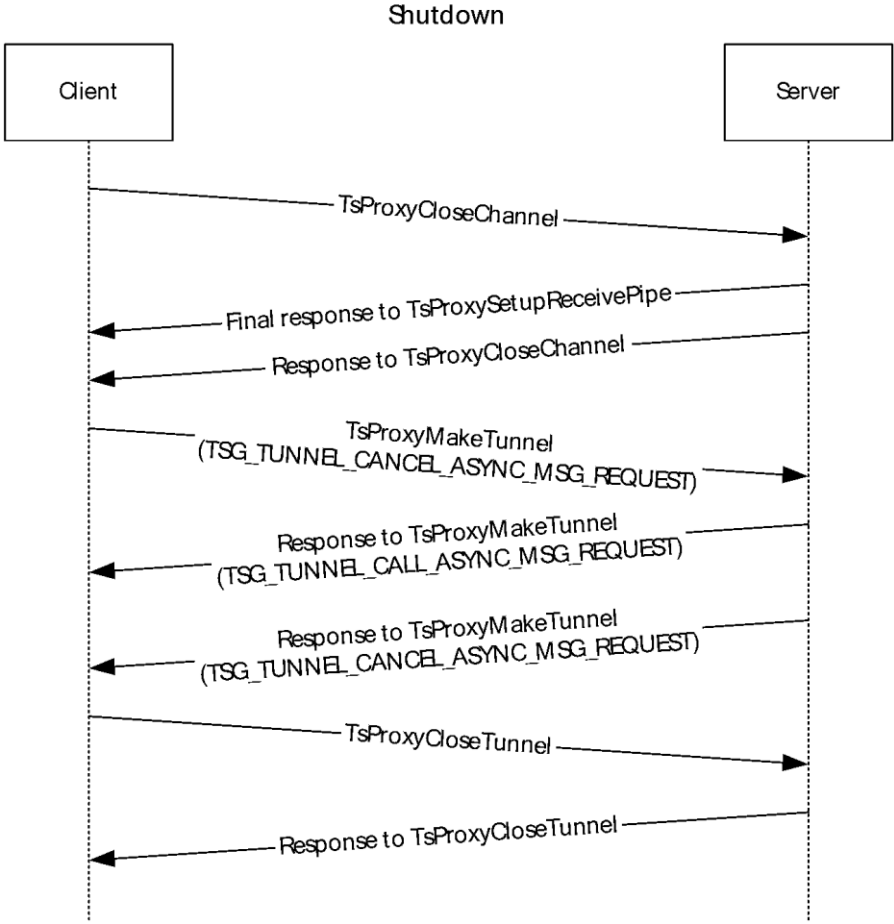 Shutdown
Client
Server
TsProxyCloseChannel
Final response to TsProxySetupReceivePipe
Response to TsProxyCloseChannel
TsProxyMakeTunnel
(TSG_TUNNEL_CANCEL_ASYNC_MSG_REQUEST)
Response to TsProxyMakeTunnel
(TSG_TUNNEL_CALL_ASYNC_MSG_REQUEST)
Response to TsProxyMakeTunnel
(TSG_TUNNEL_CANCEL_ASYNC_MSG_REQUEST)
TsProxyCloseTunnel
Response to TsProxyCloseTunnel